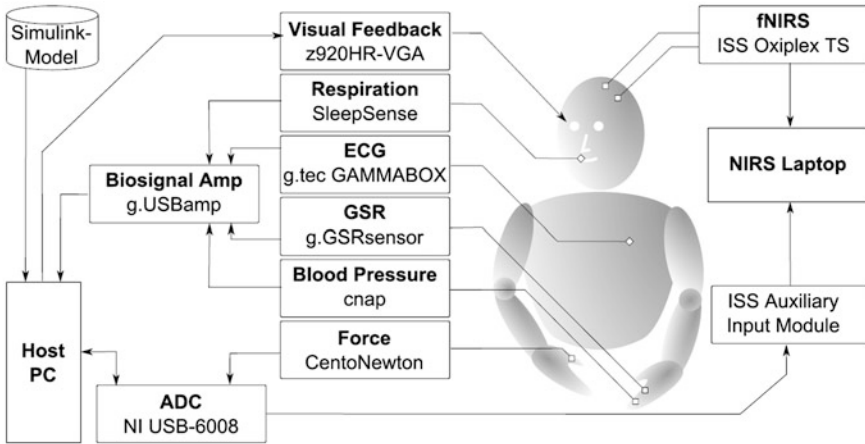 Simulink-
Model
Visual Feedback
z920HR-VGA
fNIRS
ISS Oxiplex TS
Respiration
SleepSense
ECG
g.tec GAMMABOX
Biosignal Amp
g.USBamp
NIRS Laptop
GSR
g.GSRsensor
Blood Pressure
cnap
ISS Auxiliary
Input Module
Host
PC
Force
CentoNewton
ADC
NI USB-6008